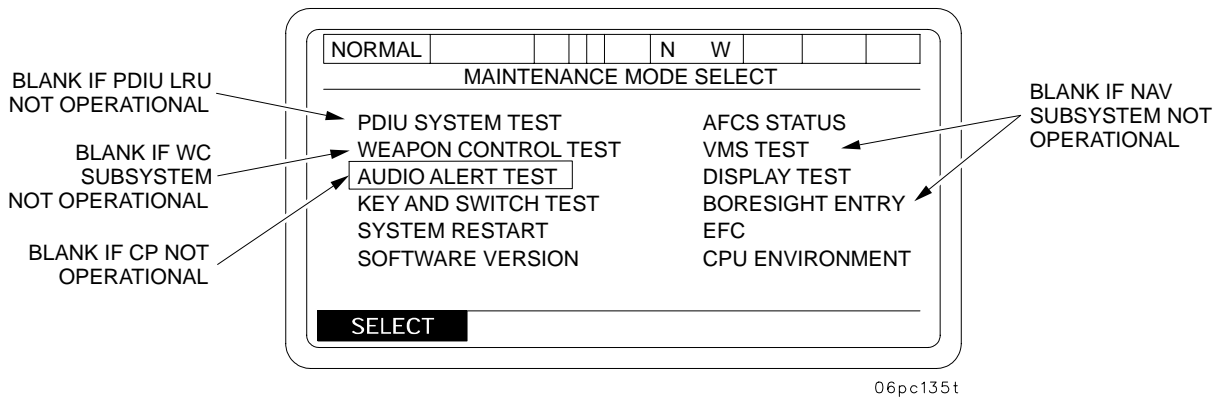 NORMAL N W
MAINTENANCE MODE SELECT
BLANK IF PDIU LRU
NOT OPERATIONAL
BLANK IF WC
SUBSYSTEM
NOT OPERATIONAL
BLANK IF CP NOT
OPERATIONAL
PDIU SYSTEM TEST
WEAPON CONTROL TEST
AUDIO ALERT TEST
KEY AND SWITCH TEST
SYSTEM RESTART
SOFTWARE VERSION
AFCS STATUS
VMS TEST
DISPLAY TEST
BORESIGHT ENTRY
EFC
CPU ENVIRONMENT
BLANK IF NAV
SUBSYSTEM NOT
OPERATIONAL
SELECT
06pc135t